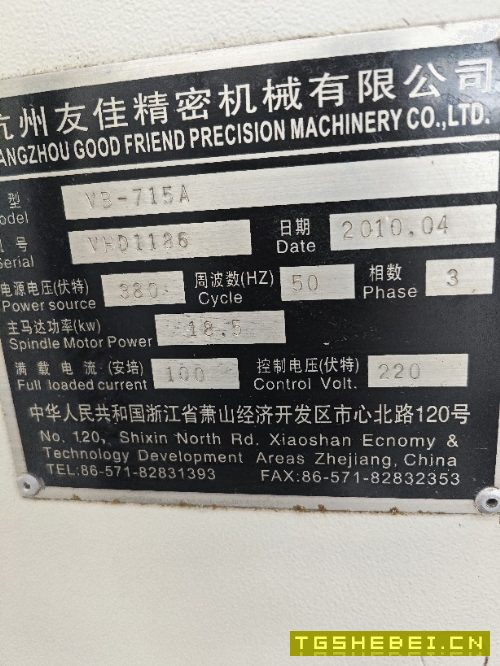 杭州友佳精密机械有限公司
ANGZHOU GOOD FRIEND PRECISION MACHINERY CO.,LTD.
型 VB-715A
Model
号 日期 2010.04
Serial Date
电源电压(伏特) 380 周波数(HZ) 50 相数 3
Power source Cycle Phase
主马达功率(kw) 18.5
Spindle Motor Power
满载电流(安培) 100 控制电压(伏特) 220
Full loaded current Control Volt.
中华人民共和国浙江省萧山经济开发区市心北路120号
No. 120, Shixin North Rd. Xiaoshan Ecnomy &
Technology Development Areas Zhejiang, China
TEL:86-571-82831393 FAX:86-571-82832353
TGSHEBEI.CN